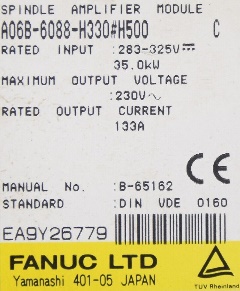 SPINDLE AMPLIFIER MODULE
A06B-6088-H330#H500 C
RATED INPUT :283-325V
35.0kW
MAXIMUM OUTPUT VOLTAGE
:230V~
RATED OUTPUT CURRENT
133A
CE
MANUAL No. :B-65162
STANDARD :DIN VDE 0160
EA9Y26779
FANUC LTD
Yamanashi 401-05 JAPAN
TUV Rheinland